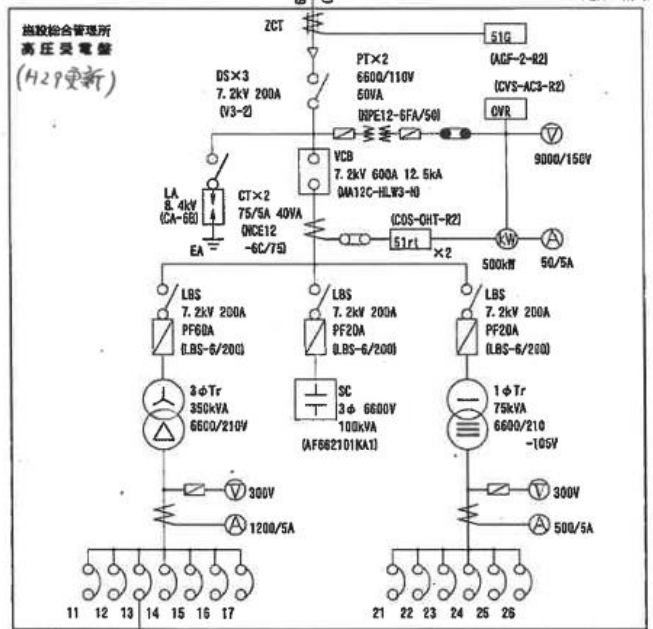 施設総合管理所
高圧受電盤
(H29更新)
ZCT
51G
(AGF-2-R2)
DS×3
7.2kV 200A
(V3-2)
PT×2
6600/110V
50VA
(NSPE12-6FA/50)
(CVS-AC3-R2)
OVR
V
9000/150V
VCB
7.2kV 600A 12.5kA
(MA12C-HLW3-N)
LA
8.4kV
(CA-6B)
EA
CT×2
75/5A 40VA
(NCE12
-6C/75)
(COS-QHT-R2)
51rt
×2
kW
500kW
A
50/5A
LBS
7.2kV 200A
PF60A
(LBS-6/200)
LBS
7.2kV 200A
PF20A
(LBS-6/200)
LBS
7.2kV 200A
PF20A
(LBS-6/200)
3φTr
350kVA
6600/210V
SC
3φ 6600V
100kVA
(AF662101KA1)
1φTr
75kVA
6600/210
-105V
V
300V
A
1200/5A
V
300V
A
500/5A
11 12 13 14 15 16 17
21 22 23 24 25 26